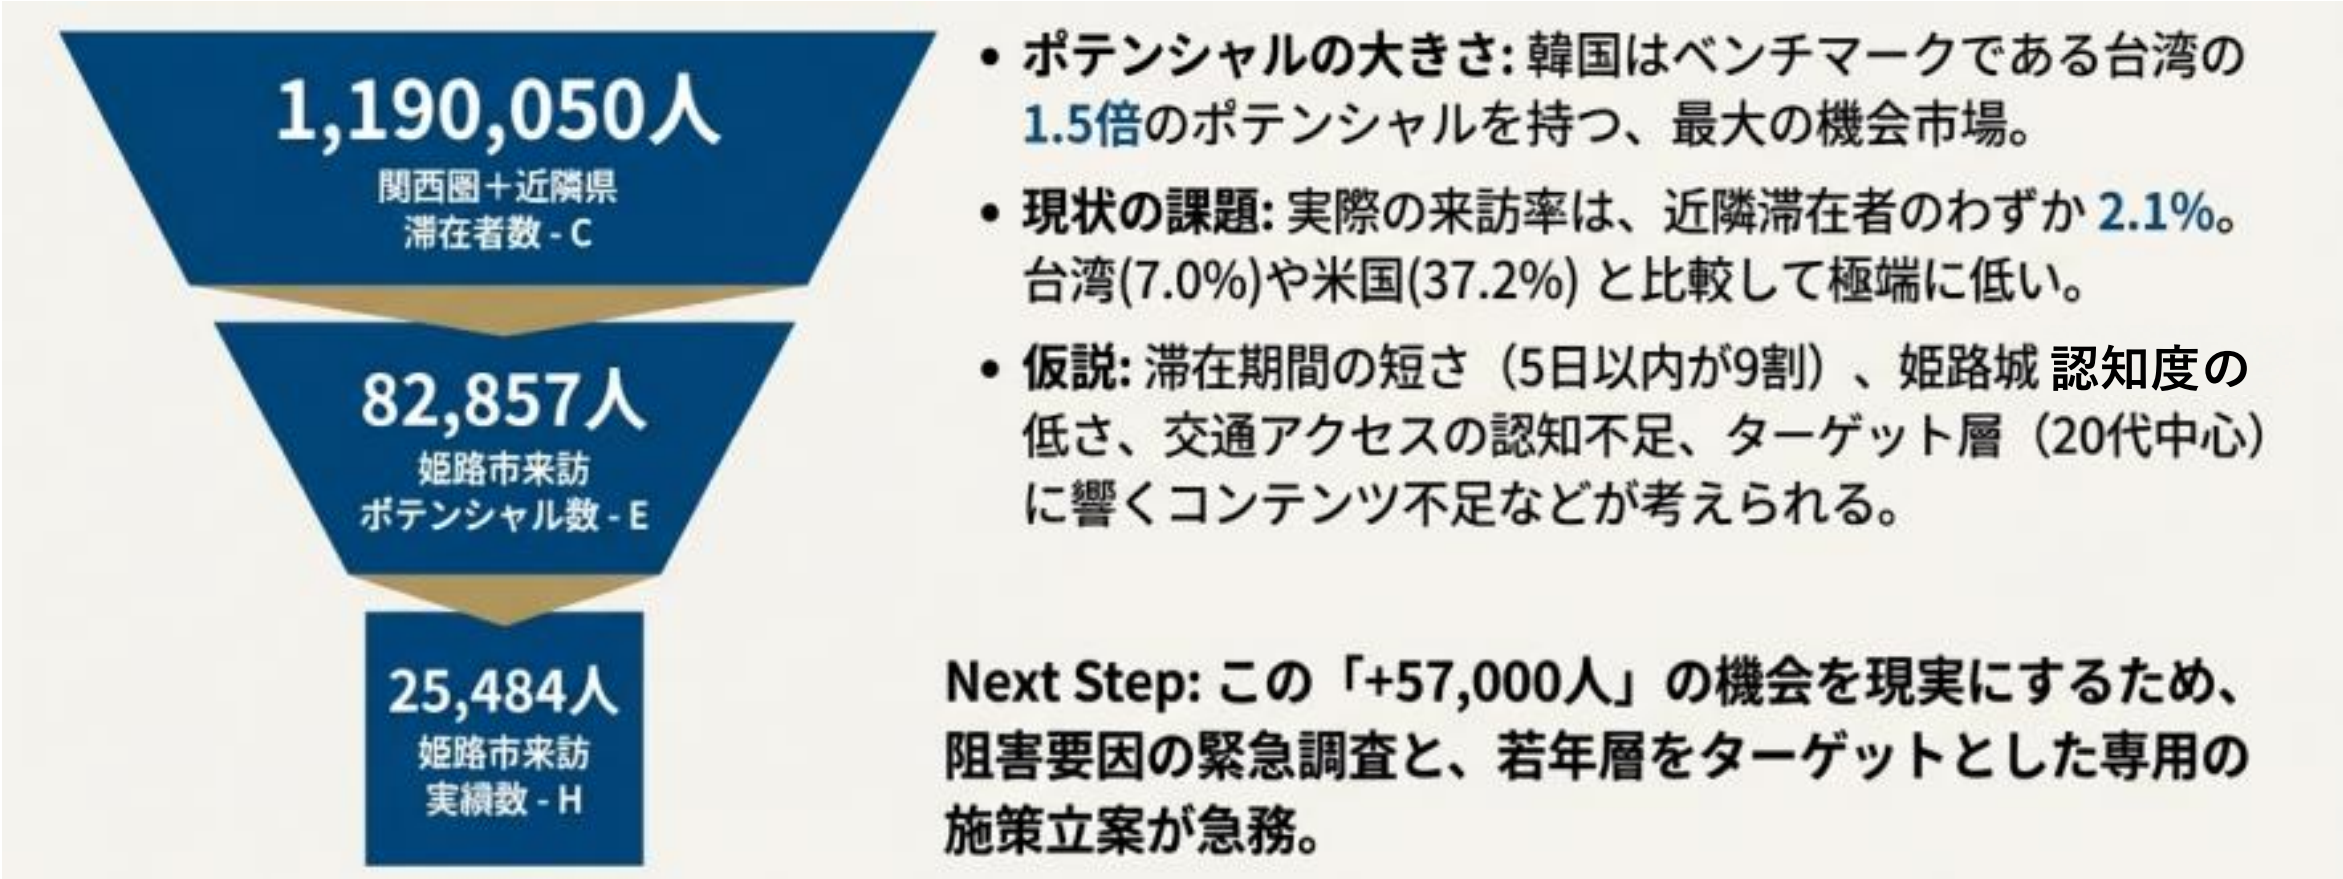 1,190,050人
関西圏＋近隣県
滞在者数 - C
82,857人
姫路市来訪
ポテンシャル数 - E
25,484人
姫路市来訪
実績数 - H
• ポテンシャルの大きさ: 韓国はベンチマークである台湾の
1.5倍のポテンシャルを持つ、最大の機会市場。
• 現状の課題: 実際の来訪率は、近隣滞在者のわずか 2.1%。
台湾(7.0%)や米国(37.2%) と比較して極端に低い。
• 仮説: 滞在期間の短さ（5日以内が9割）、姫路城 認知度の
低さ、交通アクセスの認知不足、ターゲット層（20代中心）
に響くコンテンツ不足などが考えられる。
Next Step: この「+57,000人」の機会を現実にするため、
阻害要因の緊急調査と、若年層をターゲットとした専用の
施策立案が急務。